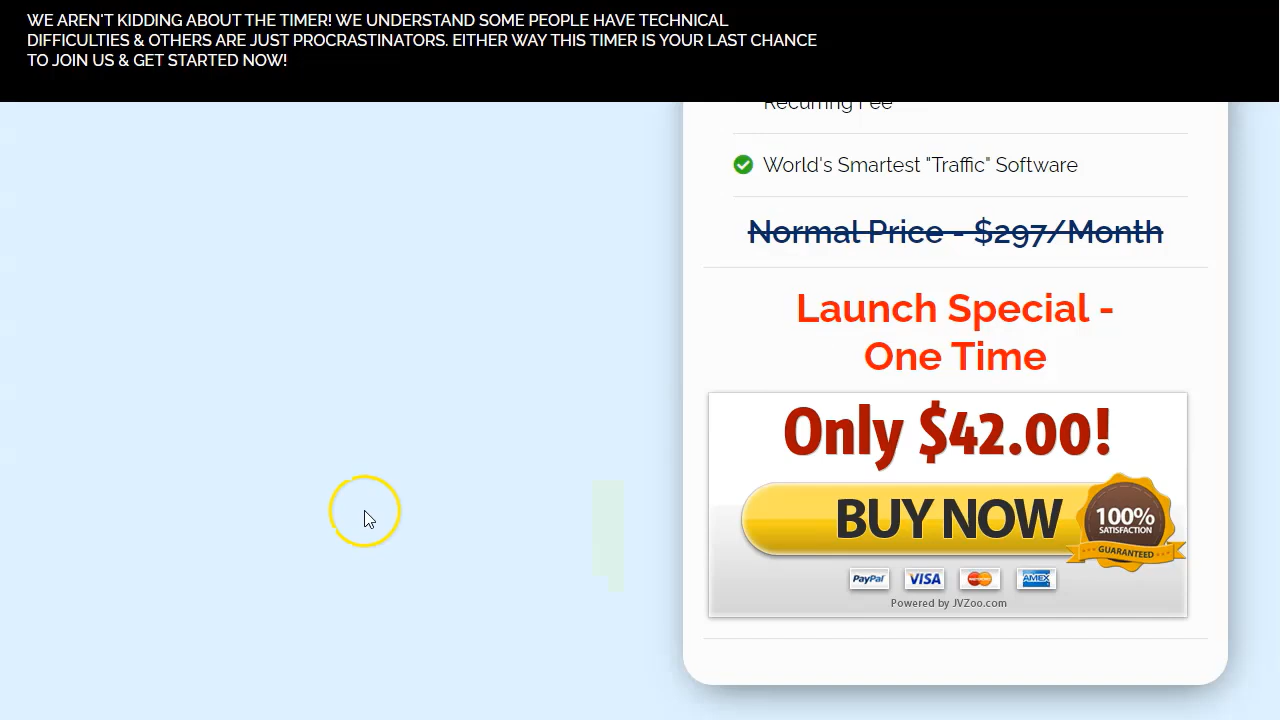 WE AREN'T KIDDING ABOUT THE TIMER! WE UNDERSTAND SOME PEOPLE HAVE TECHNICAL
DIFFICULTIES & OTHERS ARE JUST PROCRASTINATORS. EITHER WAY THIS TIMER IS YOUR LAST CHANCE
TO JOIN US & GET STARTED NOW!
Recurring Fee
World's Smartest "Traffic" Software
Normal Price - $297/Month
Launch Special -
One Time
Only $42.00!
BUY NOW
100%
SATISFACTION
GUARANTEED
PayPal
VISA
MasterCard
AMEX
Powered by JVZoo.com